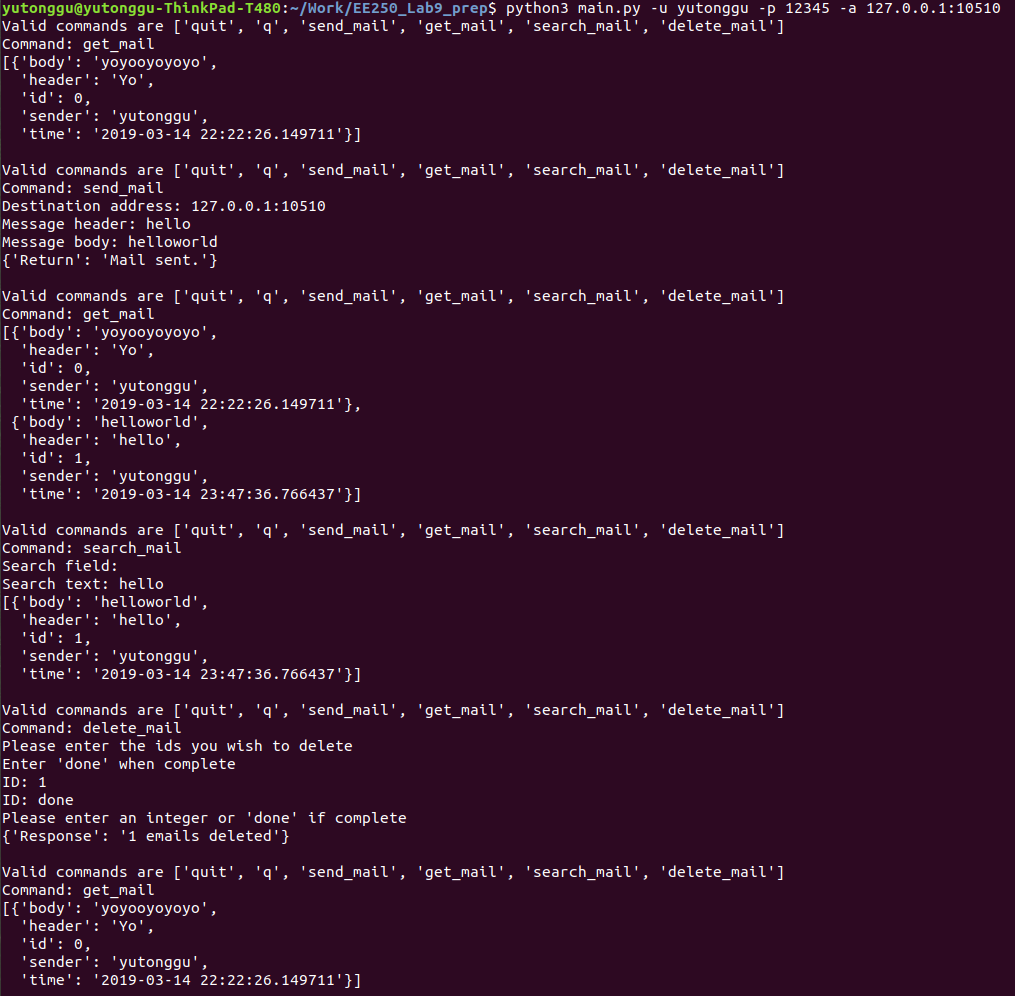 yutonggu@yutonggu-ThinkPad-T480:~/Work/EE250_Lab9_prep$ python3 main.py -u yutonggu -p 12345 -a 127.0.0.1:10510
Valid commands are ['quit', 'q', 'send_mail', 'get_mail', 'search_mail', 'delete_mail']
Command: get_mail
[{'body': 'yoyooyoyoyo',
  'header': 'Yo',
  'id': 0,
  'sender': 'yutonggu',
  'time': '2019-03-14 22:22:26.149711'}]

Valid commands are ['quit', 'q', 'send_mail', 'get_mail', 'search_mail', 'delete_mail']
Command: send_mail
Destination address: 127.0.0.1:10510
Message header: hello
Message body: helloworld
{'Return': 'Mail sent.'}

Valid commands are ['quit', 'q', 'send_mail', 'get_mail', 'search_mail', 'delete_mail']
Command: get_mail
[{'body': 'yoyooyoyoyo',
  'header': 'Yo',
  'id': 0,
  'sender': 'yutonggu',
  'time': '2019-03-14 22:22:26.149711'},
 {'body': 'helloworld',
  'header': 'hello',
  'id': 1,
  'sender': 'yutonggu',
  'time': '2019-03-14 23:47:36.766437'}]

Valid commands are ['quit', 'q', 'send_mail', 'get_mail', 'search_mail', 'delete_mail']
Command: search_mail
Search field:
Search text: hello
[{'body': 'helloworld',
  'header': 'hello',
  'id': 1,
  'sender': 'yutonggu',
  'time': '2019-03-14 23:47:36.766437'}]

Valid commands are ['quit', 'q', 'send_mail', 'get_mail', 'search_mail', 'delete_mail']
Command: delete_mail
Please enter the ids you wish to delete
Enter 'done' when complete
ID: 1
ID: done
Please enter an integer or 'done' if complete
{'Response': '1 emails deleted'}

Valid commands are ['quit', 'q', 'send_mail', 'get_mail', 'search_mail', 'delete_mail']
Command: get_mail
[{'body': 'yoyooyoyoyo',
  'header': 'Yo',
  'id': 0,
  'sender': 'yutonggu',
  'time': '2019-03-14 22:22:26.149711'}]